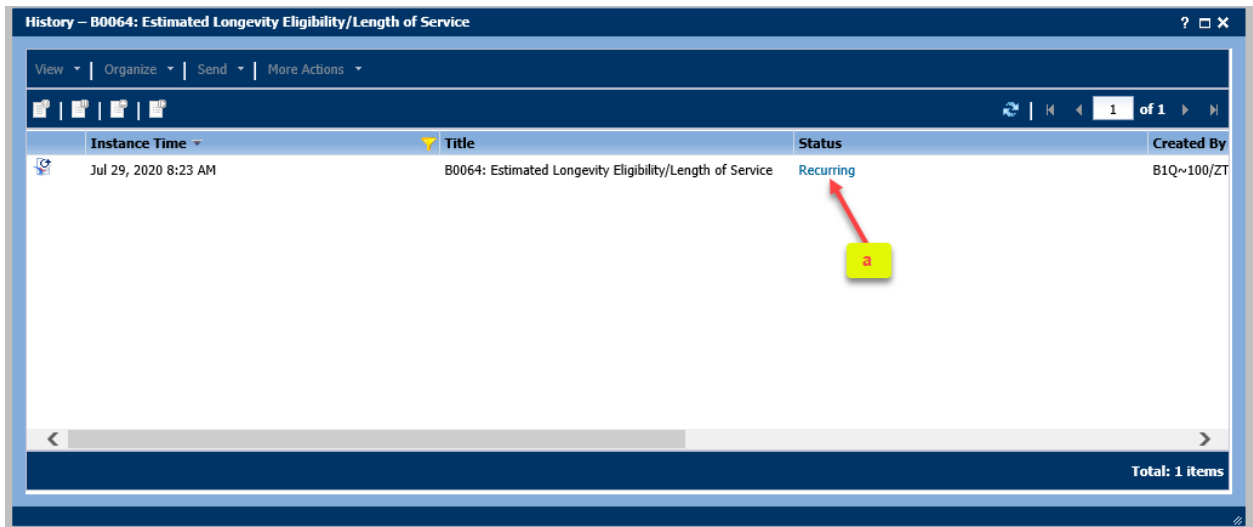 History – B0064: Estimated Longevity Eligibility/Length of Service ?
View | Organize | Send | More Actions
1 of 1
Instance Time Title Status Created By
Jul 29, 2020 8:23 AM B0064: Estimated Longevity Eligibility/Length of Service Recurring B1Q~100/ZT
a
Total: 1 items